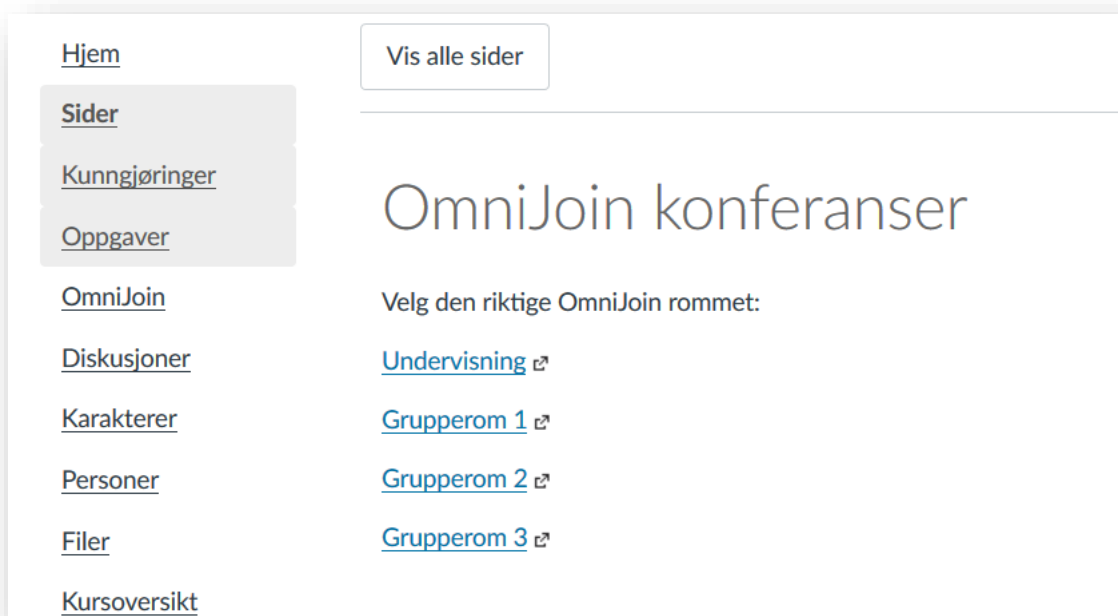 Hjem
Sider
Kunngjøringer
Oppgaver
OmniJoin
Diskusjoner
Karakterer
Personer
Filer
Kursoversikt
Vis alle sider
OmniJoin konferanser
Velg den riktige OmniJoin rommet:
Undervisning
Grupperom 1
Grupperom 2
Grupperom 3